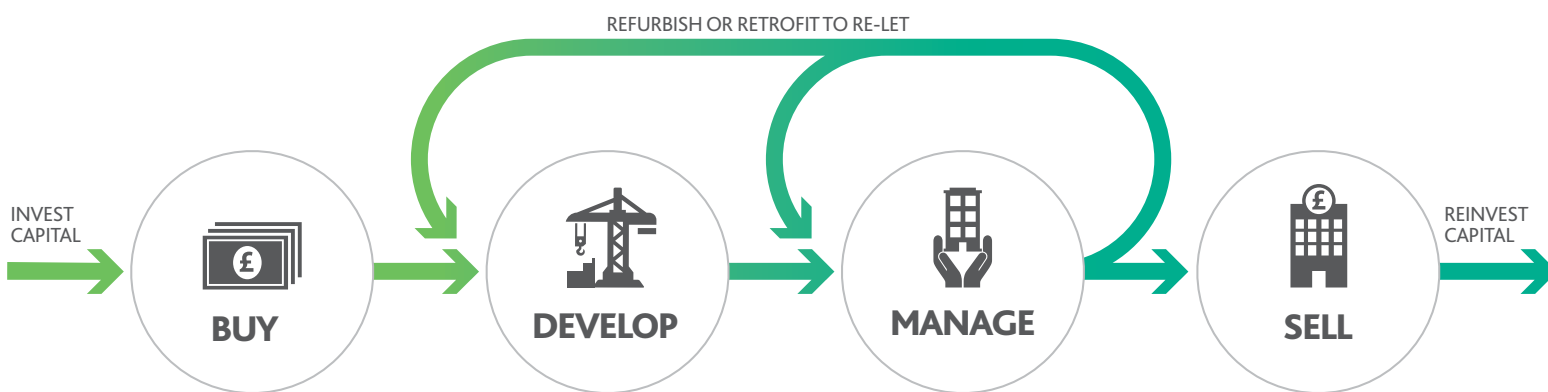 REFURBISH OR RETROFIT TO RE-LET
INVEST
CAPITAL
£
BUY
DEVELOP
MANAGE
£
SELL
REINVEST
CAPITAL